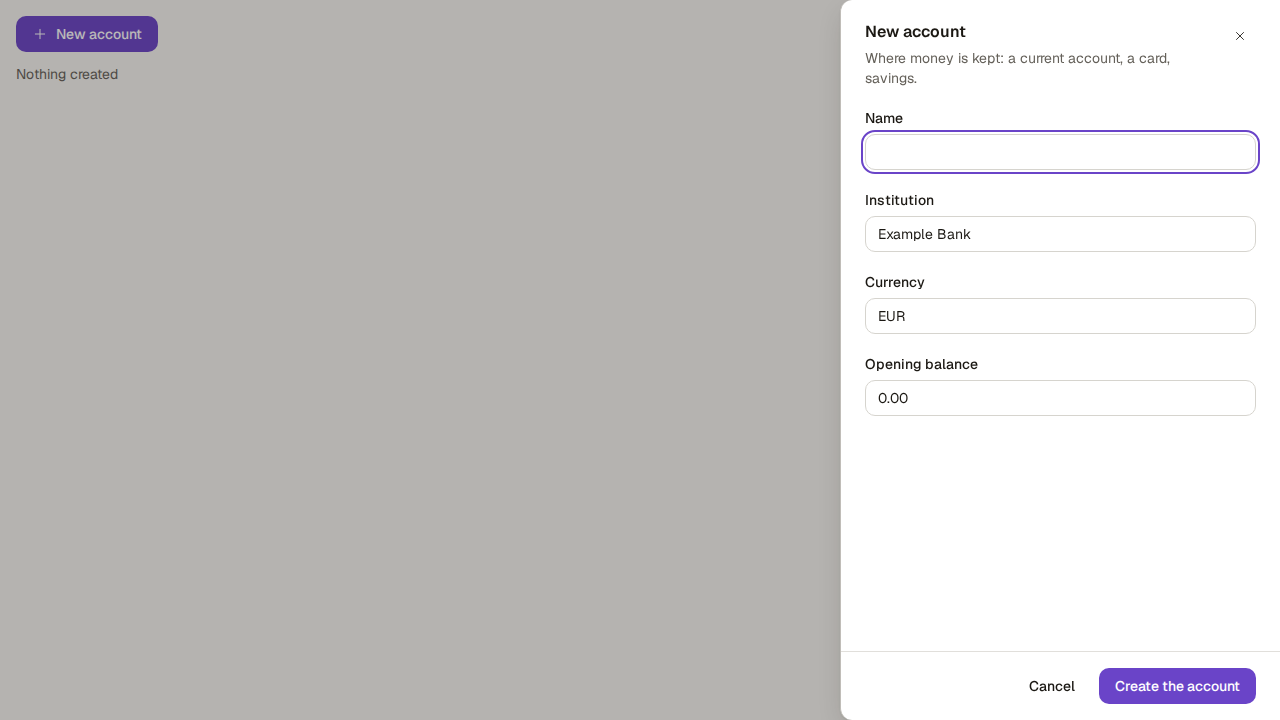 New account
Nothing created
New account
Where money is kept: a current account, a card,
savings.
Name
Institution
Example Bank
Currency
EUR
Opening balance
0.00
Cancel
Create the account